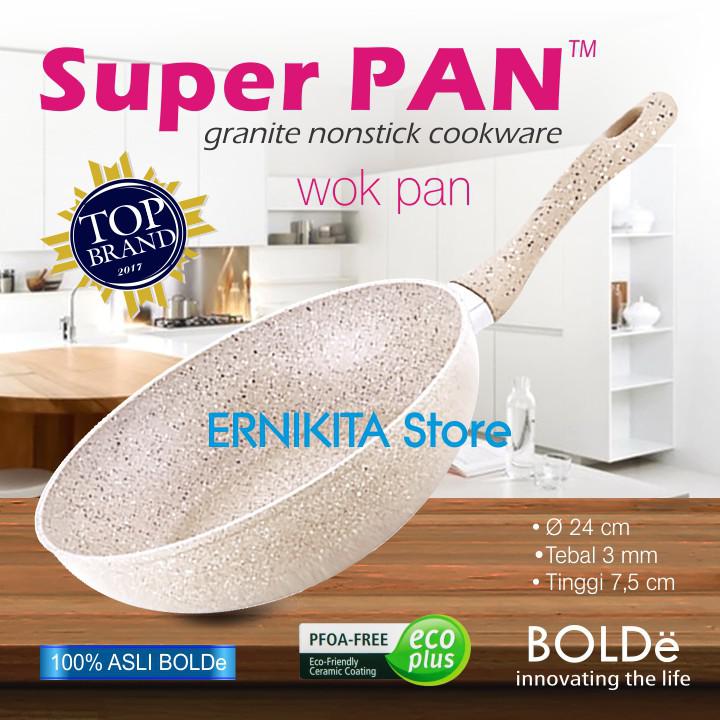 Super PAN™
granite nonstick cookware
wok pan
TOP
BRAND
2017
ERNIKITA Store
• Ø 24 cm
• Tebal 3 mm
• Tinggi 7,5 cm
100% ASLI BOLDe
PFOA-FREE
Eco-Friendly
Ceramic Coating
eco
plus
BOLDë
innovating the life